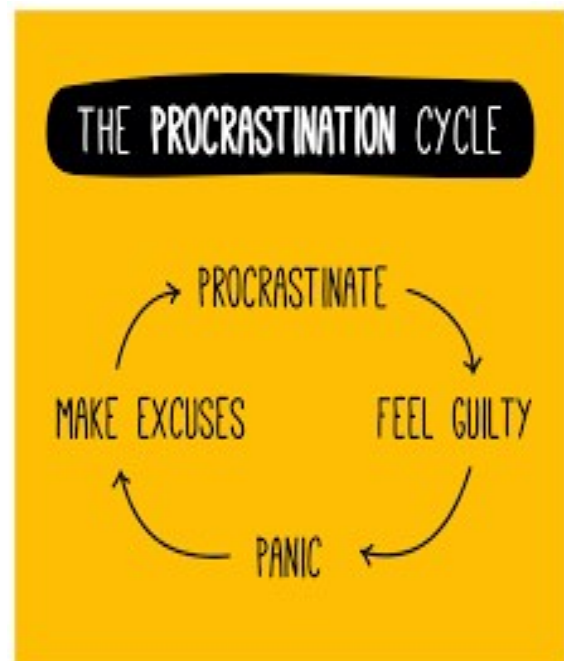 THE PROCRASTINATION CYCLE
PROCRASTINATE
MAKE EXCUSES
FEEL GUILTY
PANIC